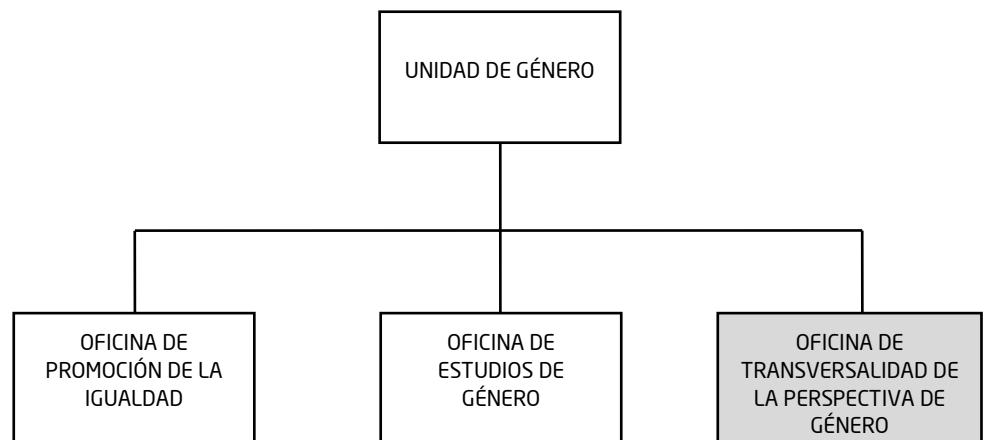 UNIDAD DE GÉNERO
OFICINA DE
PROMOCIÓN DE LA
IGUALDAD
OFICINA DE
ESTUDIOS DE
GÉNERO
OFICINA DE
TRANSVERSALIDAD DE
LA PERSPECTIVA DE
GÉNERO